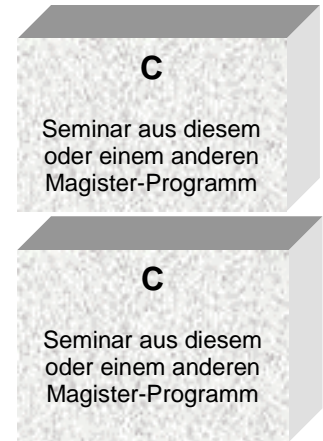 C
Seminar aus diesem
oder einem anderen
Magister-Programm
C
Seminar aus diesem
oder einem anderen
Magister-Programm